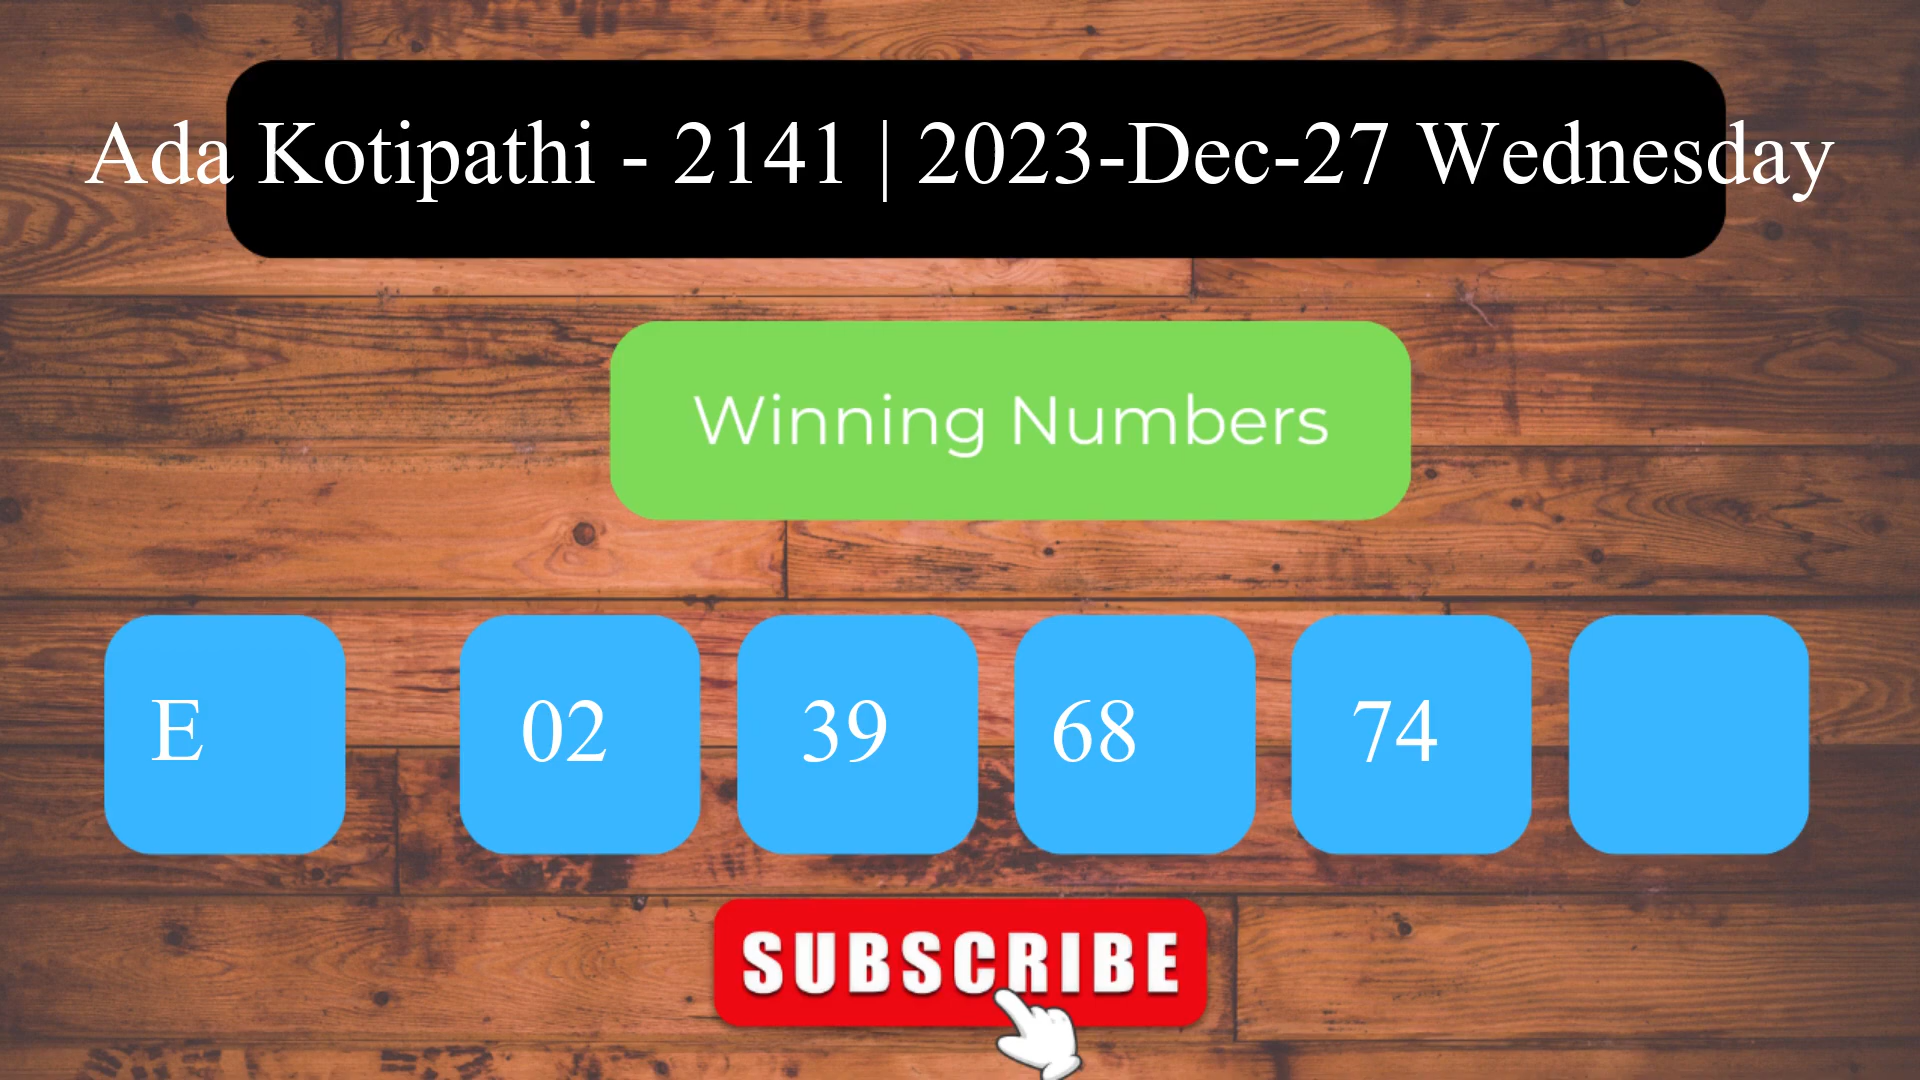 Ada Kotipathi - 2141 | 2023-Dec-27 Wednesday
Winning Numbers
E 02 39 68 74
SUBSCRIBE